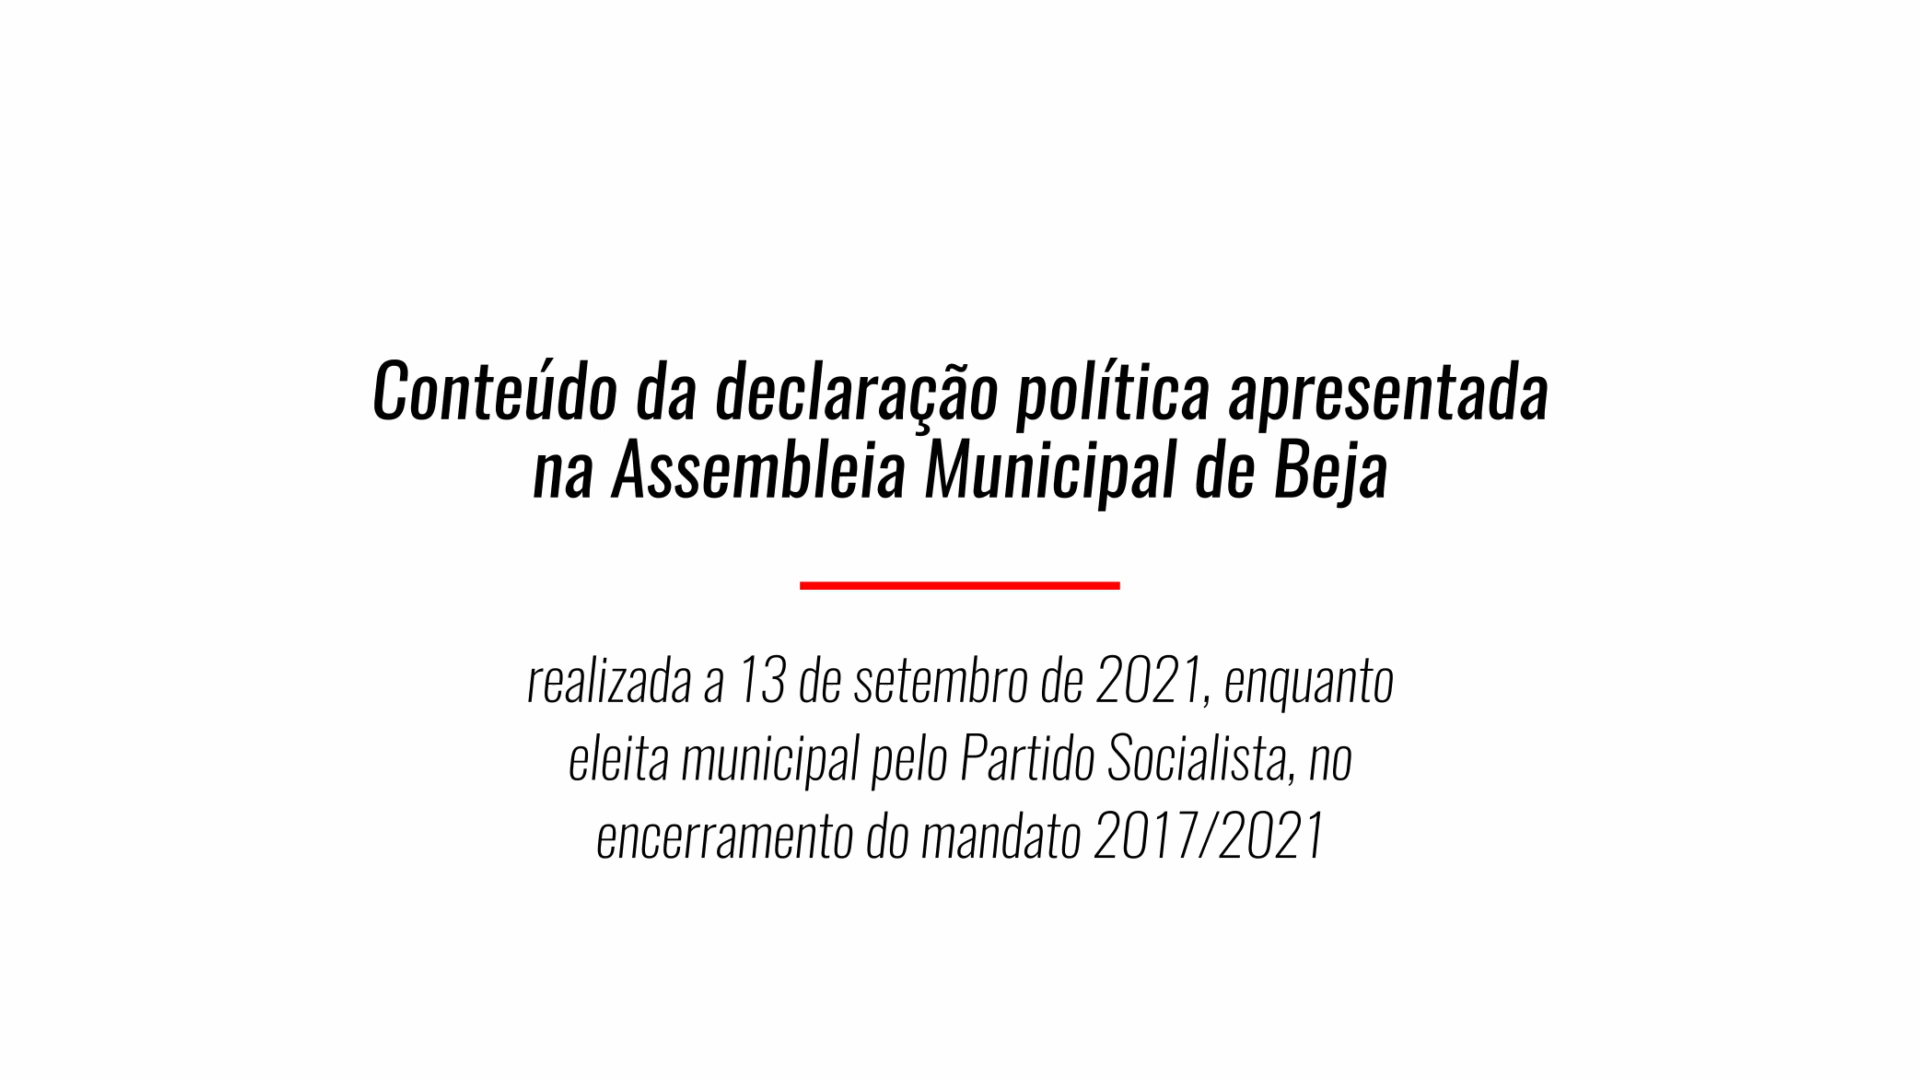 Conteúdo da declaração política apresentada
na Assembleia Municipal de Beja
realizada a 13 de setembro de 2021, enquanto
eleita municipal pelo Partido Socialista, no
encerramento do mandato 2017/2021